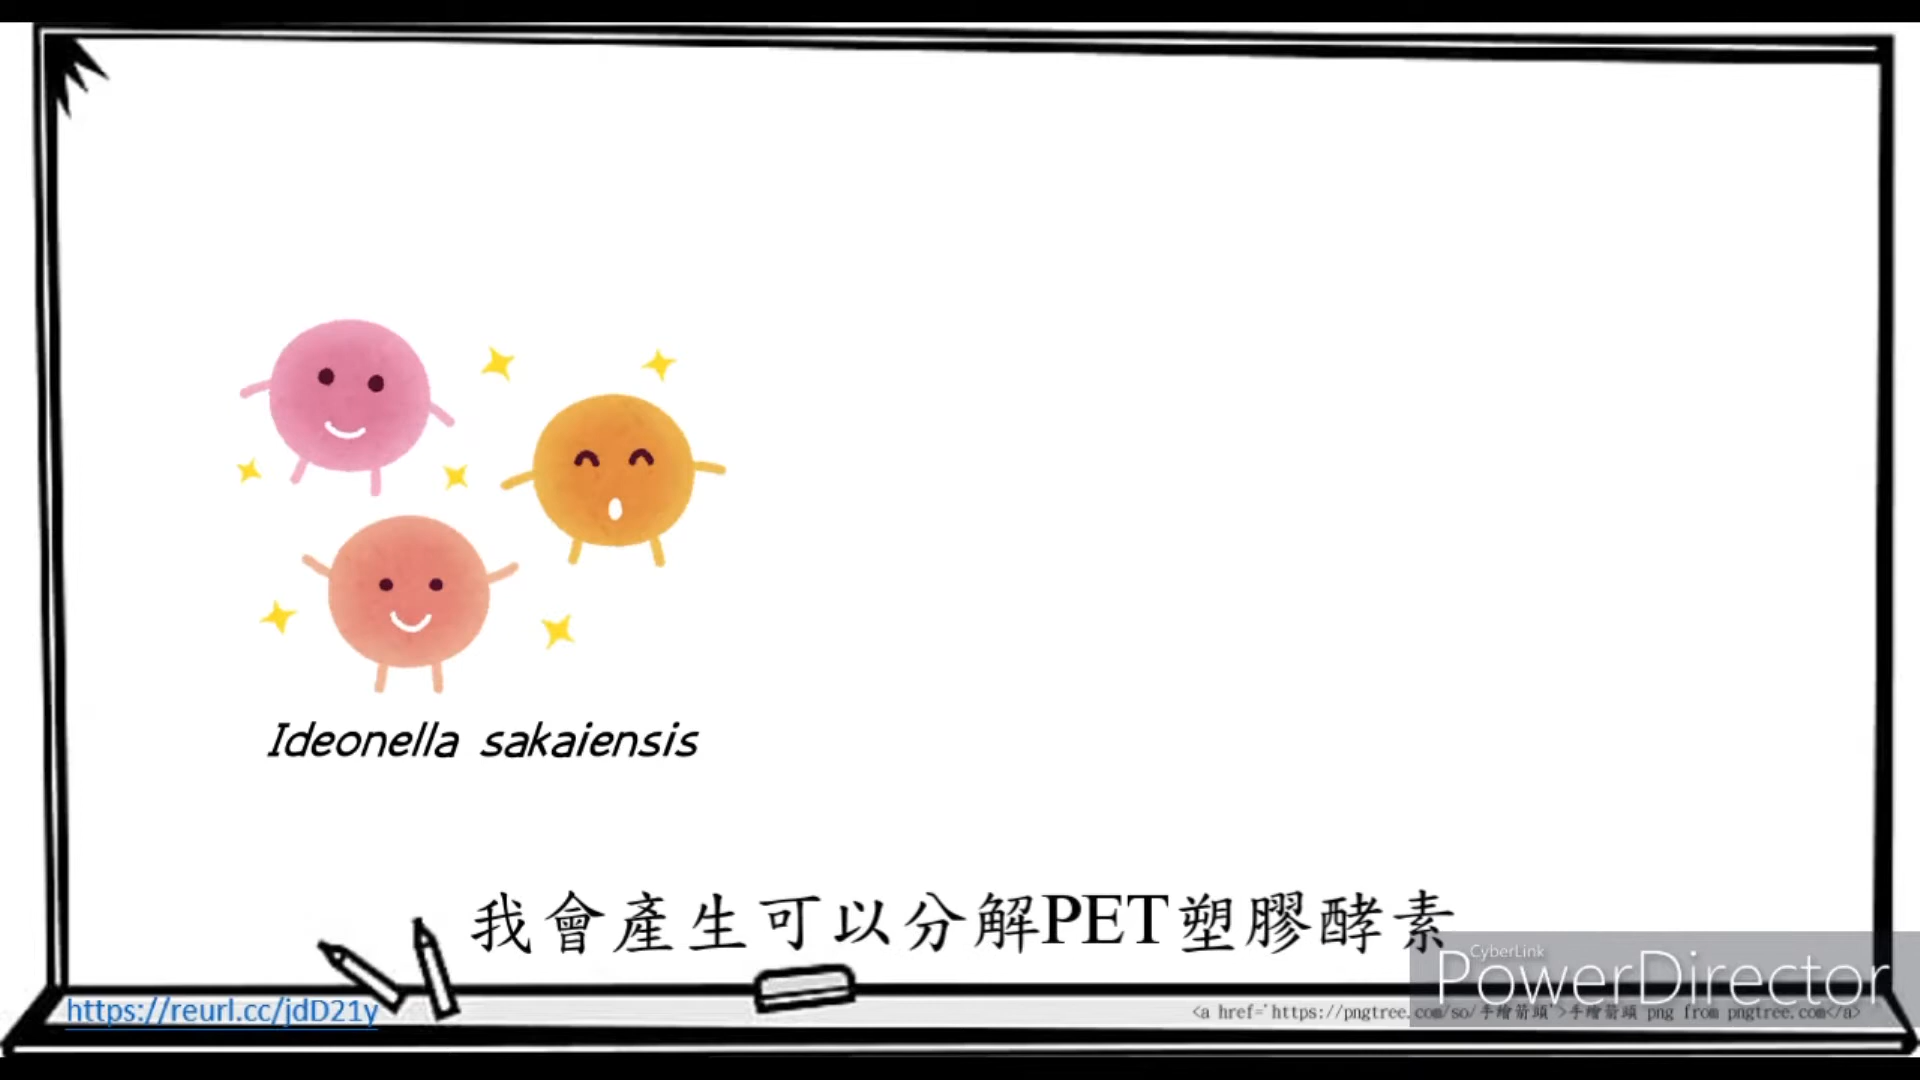 Ideonella sakaiensis
我會產生可以分解PET塑膠酵素
CyberLink
PowerDirector
https://reurl.cc/jdD21y
<a href='https://pngtree.com/so/手繪箭頭'>手繪箭頭 png from pngtree.com</a>